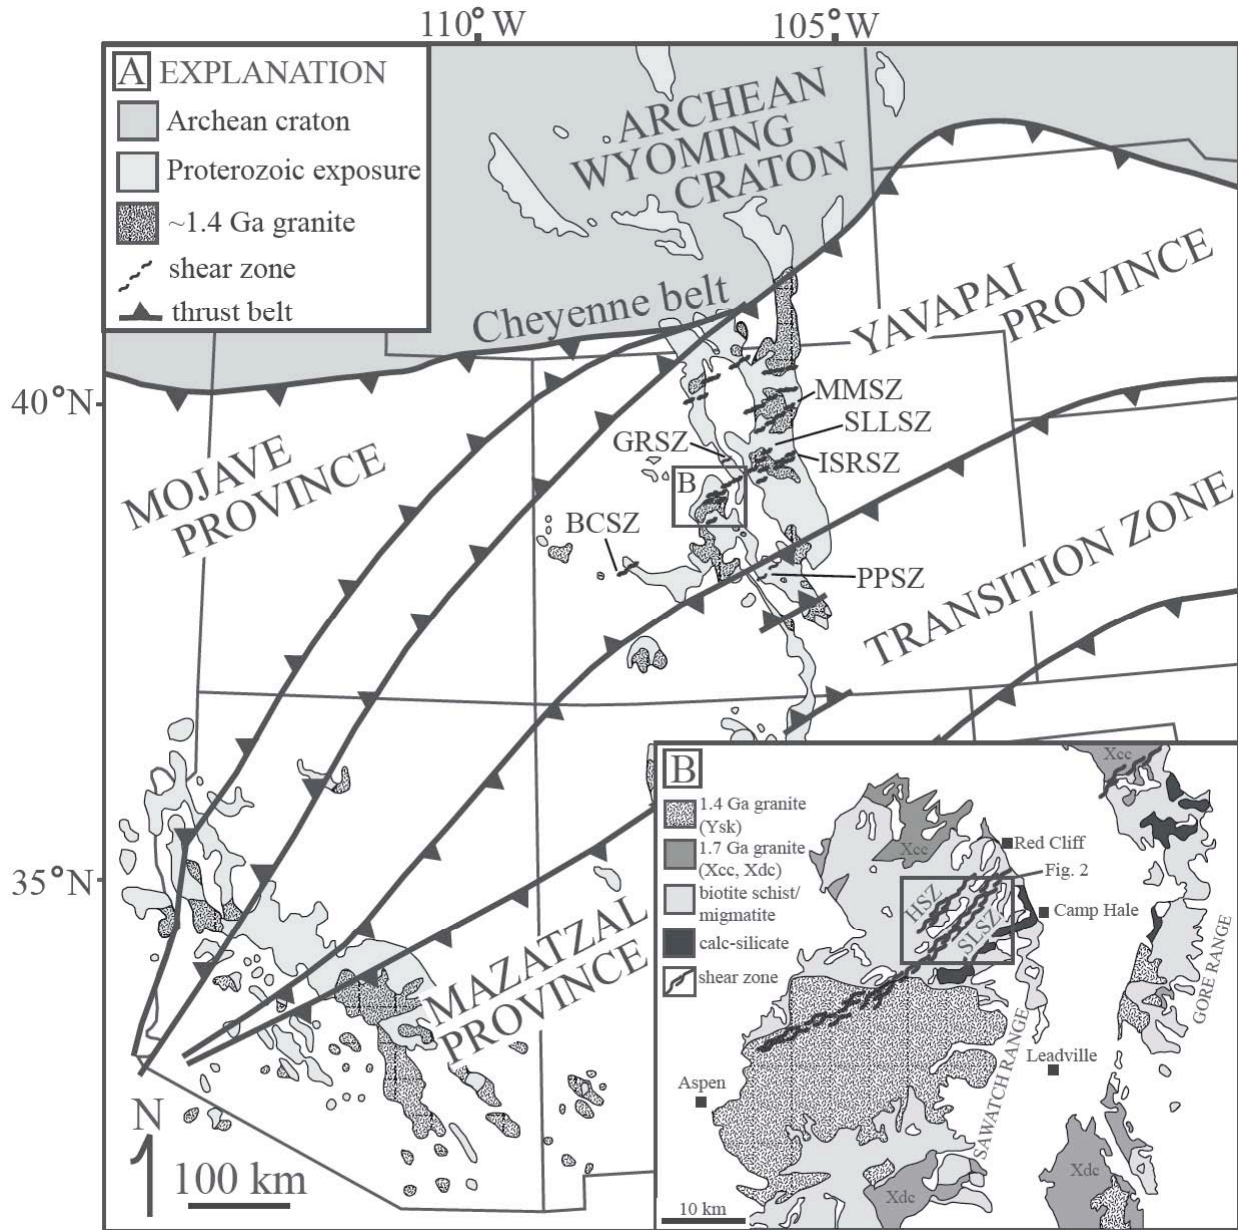 110°W
105°W
A EXPLANATION
Archean craton
Proterozoic exposure
~1.4 Ga granite
shear zone
thrust belt
ARCHEAN
WYOMING
CRATON
Cheyenne belt
YAVAPAI
PROVINCE
40°N
MOJAVE
PROVINCE
MMSZ
SLLSZ
GRSZ
ISRSZ
B
BCSZ
PPSZ
TRANSITION ZONE
35°N
MAZATZAL
PROVINCE
N
100 km
B
1.4 Ga granite
(Ysk)
1.7 Ga granite
(Xcc, Xdc)
biotite schist/
migmatite
calc-silicate
shear zone
Xcc
Xcc
Red Cliff
Fig. 2
HSZ
SLSZ
Camp Hale
GORE RANGE
SAWATCH RANGE
Leadville
Aspen
Xdc
Xdc
10 km